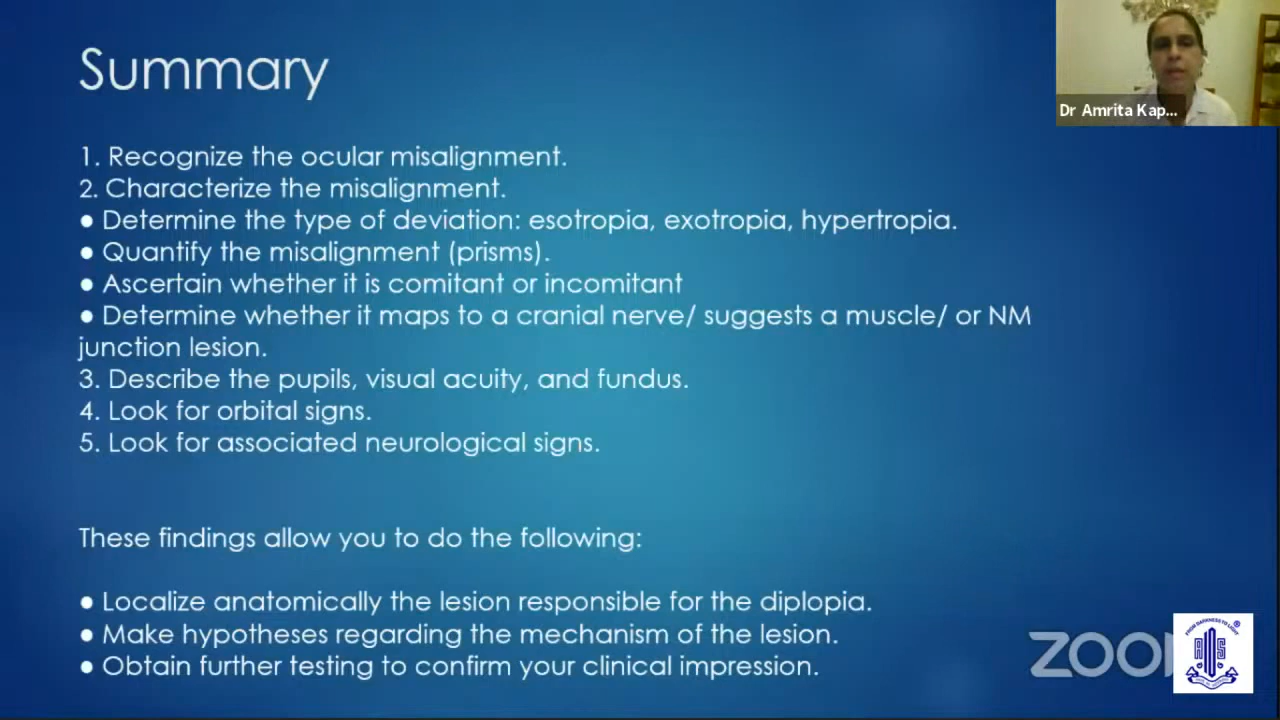 Summary
Dr Amrita Kap...
1. Recognize the ocular misalignment.
2. Characterize the misalignment.
● Determine the type of deviation: esotropia, exotropia, hypertropia.
● Quantify the misalignment (prisms).
● Ascertain whether it is comitant or incomitant
● Determine whether it maps to a cranial nerve/ suggests a muscle/ or NM
junction lesion.
3. Describe the pupils, visual acuity, and fundus.
4. Look for orbital signs.
5. Look for associated neurological signs.
These findings allow you to do the following:
● Localize anatomically the lesion responsible for the diplopia.
● Make hypotheses regarding the mechanism of the lesion.
● Obtain further testing to confirm your clinical impression.
FROM DARKNESS TO LIGHT
AIOS